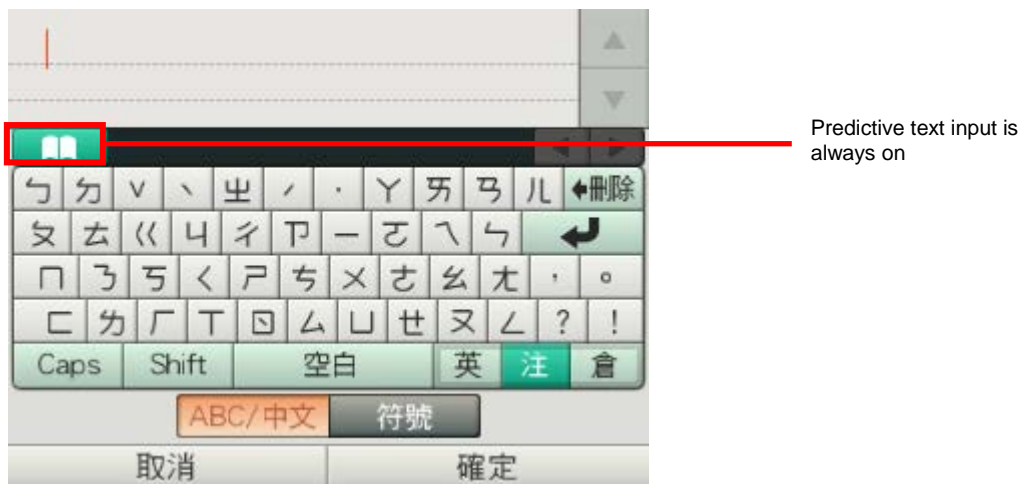 Predictive text input is
always on
ㄅ ㄉ ˇ ˋ ㄓ ˊ ˙ ㄚ ㄞ ㄢ ㄦ 刪除
ㄆ ㄊ ㄍ ㄐ ㄔ ㄗ ㄧ ㄛ ㄟ ㄣ
ㄇ ㄋ ㄎ ㄑ ㄕ ㄘ ㄨ ㄜ ㄠ ㄤ , 。
ㄈ ㄌ ㄏ ㄒ ㄖ ㄙ ㄩ ㄝ ㄡ ㄥ ? !
Caps Shift 空白 英 注 倉
ABC/中文 符號
取消 確定